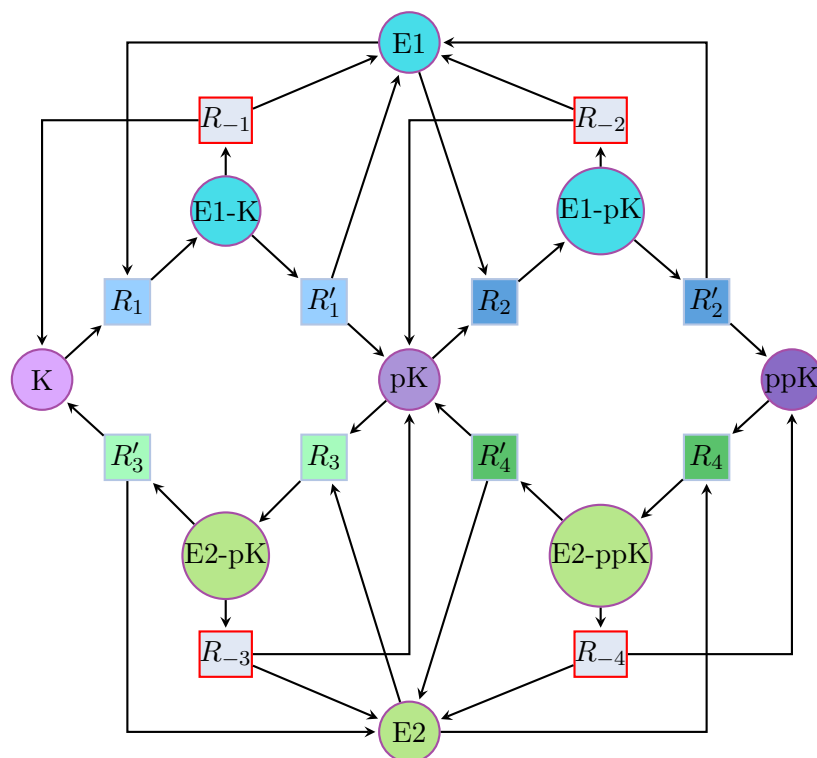 E1
R₋₁
R₋₂
E1-K
E1-pK
R₁
R′₁
R₂
R′₂
K
pK
ppK
R′₃
R₃
R′₄
R₄
E2-pK
E2-ppK
R₋₃
R₋₄
E2